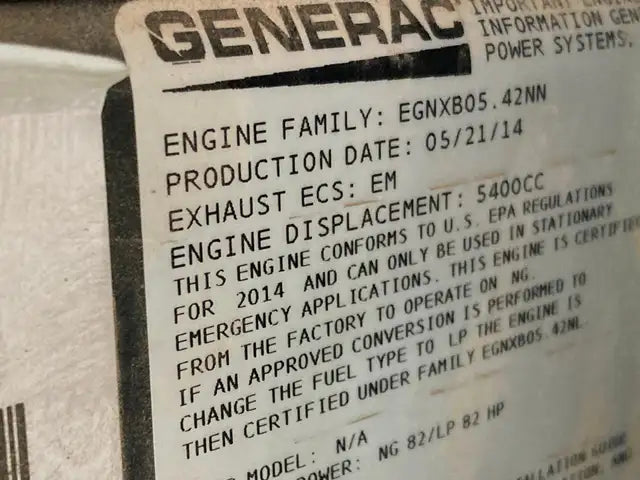 GENERAC
INFORMATION
POWER SYSTEMS,
ENGINE FAMILY: EGNXB05.42NN
PRODUCTION DATE: 05/21/14
EXHAUST ECS: EM
ENGINE DISPLACEMENT: 5400CC
THIS ENGINE CONFORMS TO U.S. EPA REGULATIONS
FOR 2014 AND CAN ONLY BE USED IN STATIONARY
EMERGENCY APPLICATIONS. THIS ENGINE IS CERTIFIE
FROM THE FACTORY TO OPERATE ON NG.
IF AN APPROVED CONVERSION IS PERFORMED TO
CHANGE THE FUEL TYPE TO LP THE ENGINE IS
THEN CERTIFIED UNDER FAMILY EGNXB05.42NL.
MODEL: N/A
POWER: NG 82/LP 82 HP